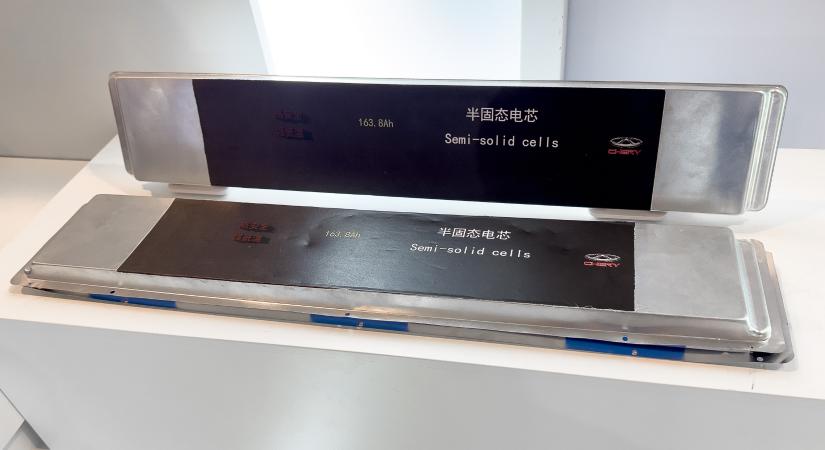 163.8Ah
半固态电芯
Semi-solid cells
CHERY
163.8Ah
半固态电芯
Semi-solid cells
CHERY